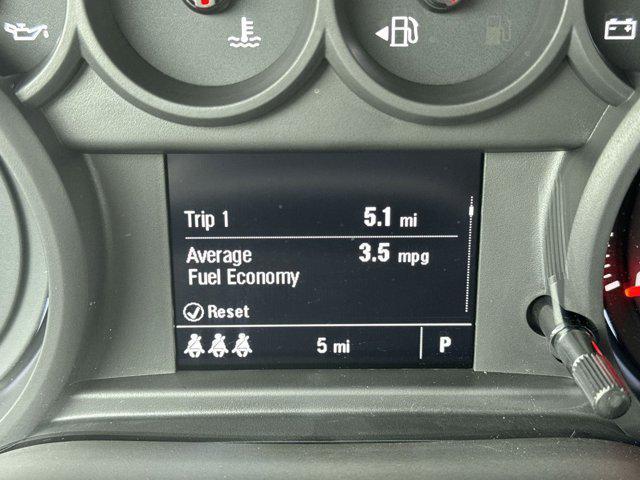 Trip 1 5.1 mi
Average 3.5 mpg
Fuel Economy
Reset
5 mi P